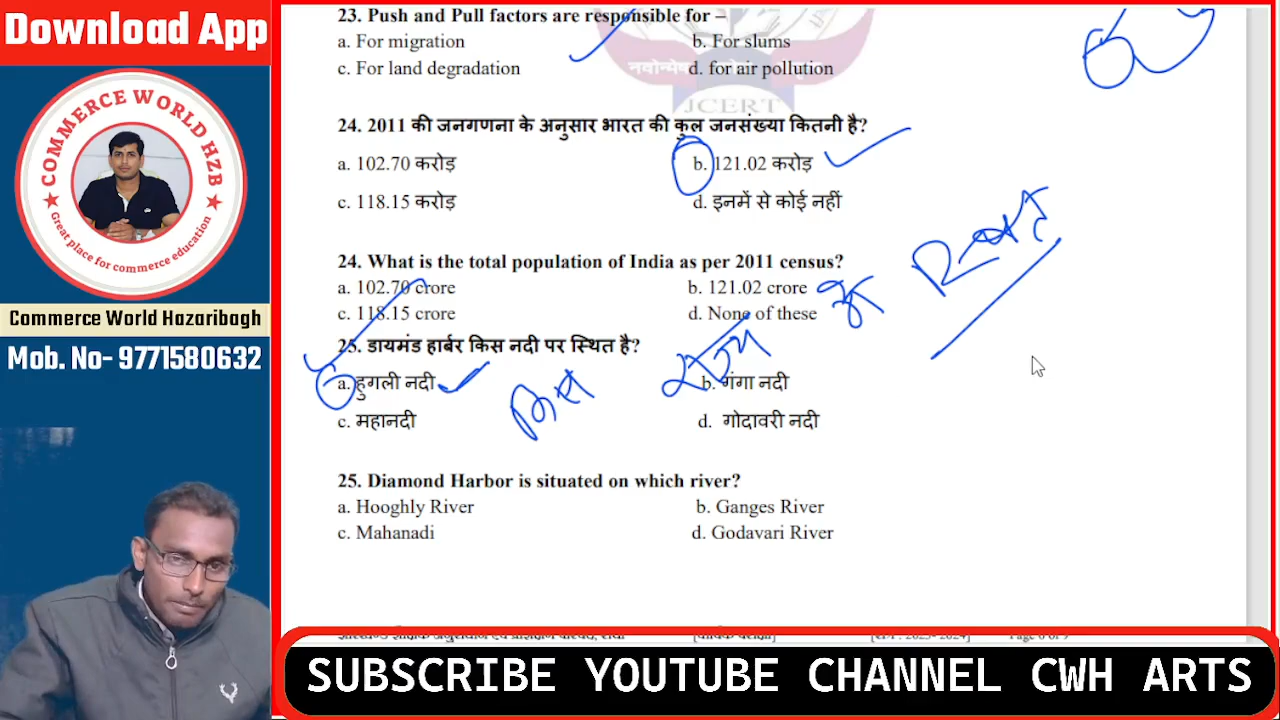 Download App
COMMERCE WORLD HZB
Great place for commerce education
Commerce World Hazaribagh
Mob. No- 9771580632
23. Push and Pull factors are responsible for –
a. For migration b. For slums
c. For land degradation d. for air pollution
JCERT
24. 2011 की जनगणना के अनुसार भारत की कुल जनसंख्या कितनी है?
a. 102.70 करोड़ b. 121.02 करोड़
c. 118.15 करोड़ d. इनमें से कोई नहीं
24. What is the total population of India as per 2011 census?
a. 102.70 crore b. 121.02 crore
c. 118.15 crore d. None of these
25. डायमंड हार्बर किस नदी पर स्थित है?
a. हुगली नदी b. गंगा नदी
c. महानदी d. गोदावरी नदी
25. Diamond Harbor is situated on which river?
a. Hooghly River b. Ganges River
c. Mahanadi d. Godavari River
SUBSCRIBE YOUTUBE CHANNEL CWH ARTS